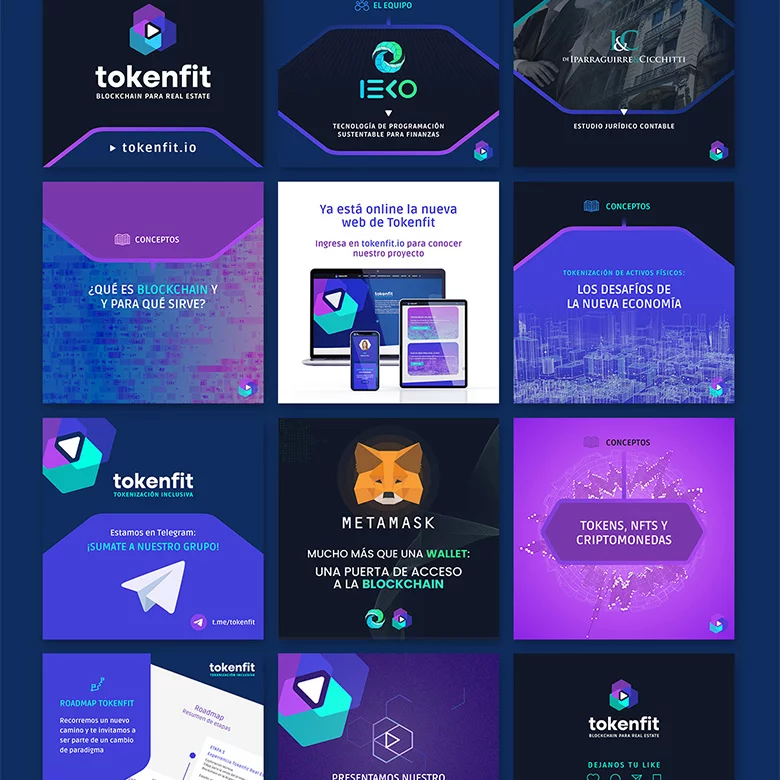 tokenfit
BLOCKCHAIN PARA REAL ESTATE
tokenfit.io
EL EQUIPO
IEKO
TECNOLOGÍA DE PROGRAMACIÓN
SUSTENTABLE PARA FINANZAS
I&C
DE IPARRAGUIRRE & CICCHITTI
ESTUDIO JURÍDICO CONTABLE
CONCEPTOS
¿QUÉ ES BLOCKCHAIN Y
Y PARA QUÉ SIRVE?
Ya está online la nueva
web de Tokenfit
Ingresa en tokenfit.io para conocer
nuestro proyecto
CONCEPTOS
TOKENIZACIÓN DE ACTIVOS FÍSICOS:
LOS DESAFÍOS DE
LA NUEVA ECONOMÍA
tokenfit
TOKENIZACIÓN INCLUSIVA
Estamos en Telegram:
¡SUMATE A NUESTRO GRUPO!
t.me/tokenfit
METAMASK
MUCHO MÁS QUE UNA WALLET:
UNA PUERTA DE ACCESO
A LA BLOCKCHAIN
CONCEPTOS
TOKENS, NFTS Y
CRIPTOMONEDAS
tokenfit
TOKENIZACIÓN INCLUSIVA
ROADMAP TOKENFIT
Recorremos un nuevo
camino y te invitamos a
ser parte de un cambio
de paradigma
Roadmap
Resumen de etapas
ETAPA 1
Experiencia Tokenfit Real
PRESENTAMOS NUESTRO
tokenfit
BLOCKCHAIN PARA REAL ESTATE
DEJANOS TU LIKE